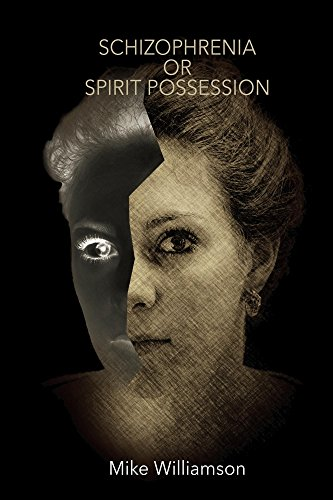 SCHIZOPHRENIA
OR
SPIRIT POSSESSION
Mike Williamson